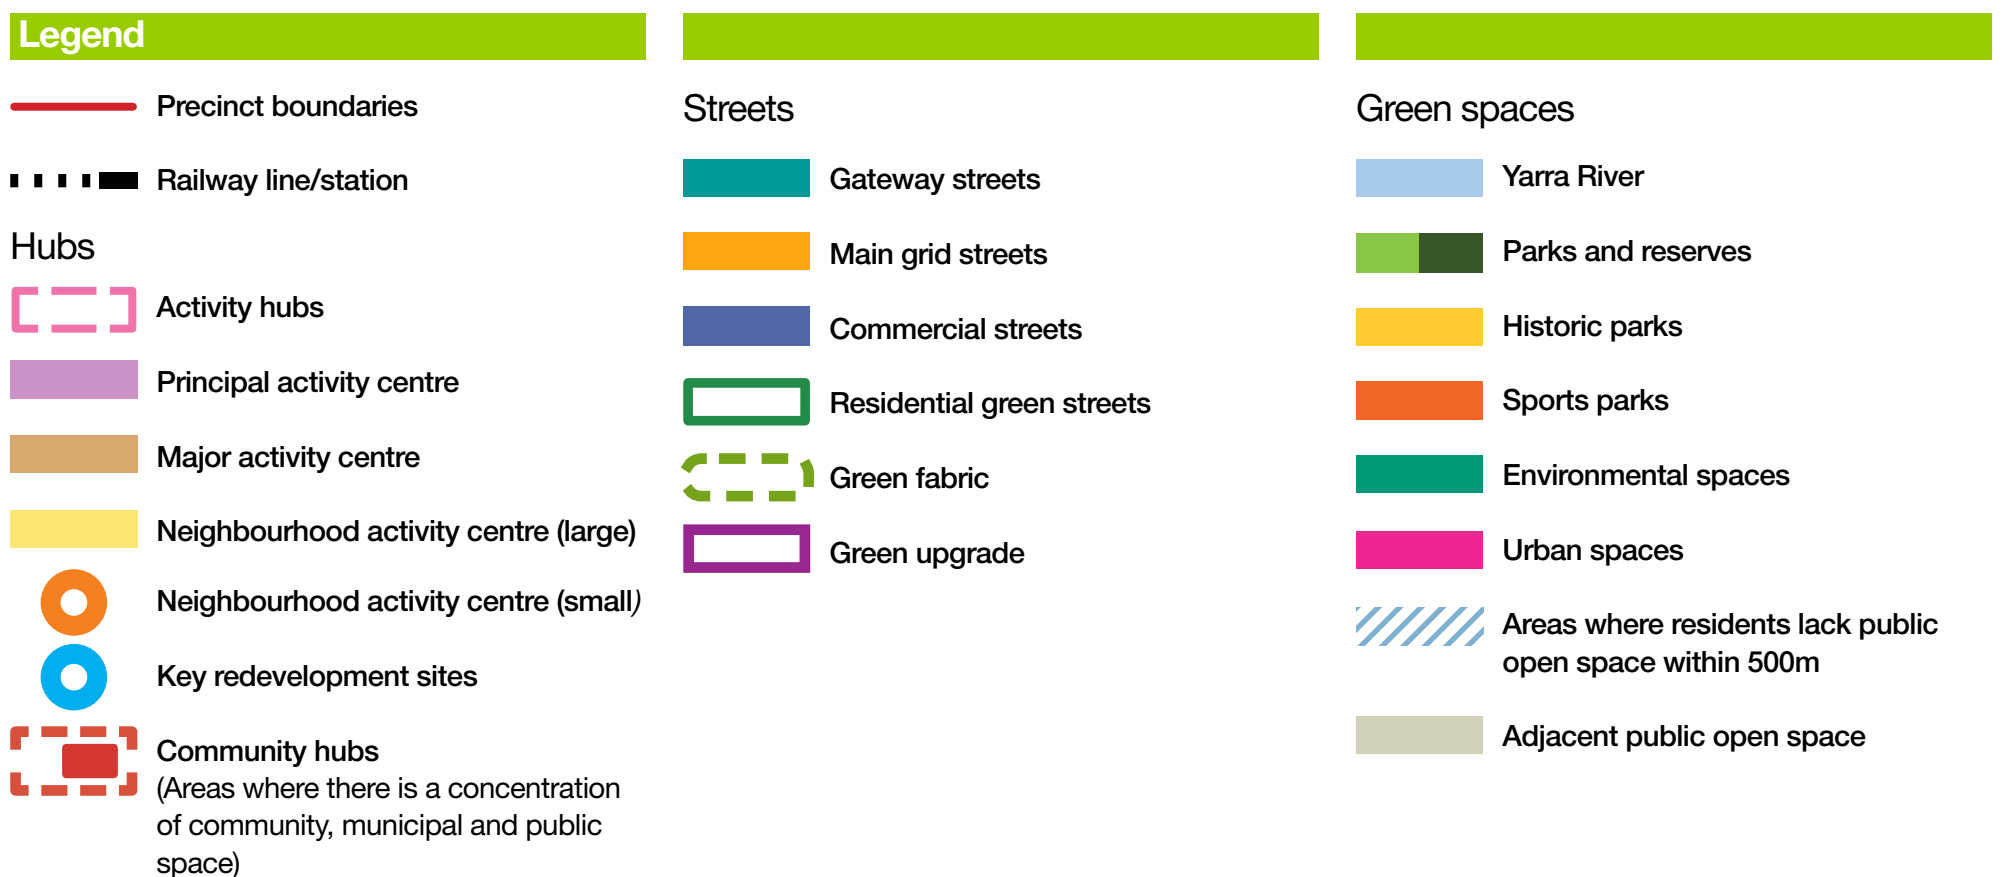 Legend
Precinct boundaries
Railway line/station
Hubs
Activity hubs
Principal activity centre
Major activity centre
Neighbourhood activity centre (large)
Neighbourhood activity centre (small)
Key redevelopment sites
Community hubs
(Areas where there is a concentration
of community, municipal and public
space)
Streets
Gateway streets
Main grid streets
Commercial streets
Residential green streets
Green fabric
Green upgrade
Green spaces
Yarra River
Parks and reserves
Historic parks
Sports parks
Environmental spaces
Urban spaces
Areas where residents lack public
open space within 500m
Adjacent public open space